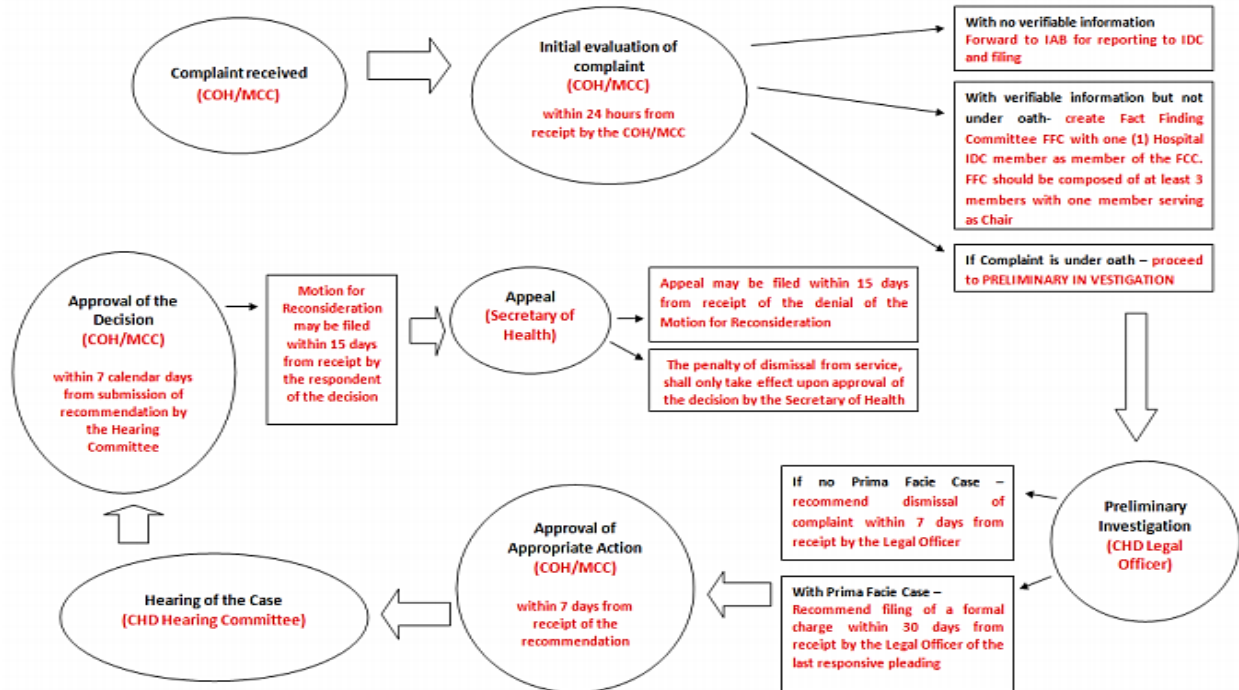 Complaint received
(COH/MCC)
Initial evaluation of
complaint
(COH/MCC)
within 24 hours from
receipt by the COH/MCC
With no verifiable information
Forward to IAB for reporting to IDC
and filing
With verifiable information but not
under oath- create Fact Finding
Committee FFC with one (1) Hospital
IDC member as member of the FCC.
FFC should be composed of at least 3
members with one member serving
as Chair
If Complaint is under oath – proceed
to PRELIMINARY IN VESTIGATION
Approval of the
Decision
(COH/MCC)
within 7 calendar days
from submission of
recommendation by
the Hearing
Committee
Motion for
Reconsideration
may be filed
within 15 days
from receipt by
the respondent
of the decision
Appeal
(Secretary of
Health)
Appeal may be filed within 15 days
from receipt of the denial of the
Motion for Reconsideration
The penalty of dismissal from service,
shall only take effect upon approval of
the decision by the Secretary of Health
Preliminary
Investigation
(CHD Legal
Officer)
If no Prima Facie Case –
recommend dismissal of
complaint within 7 days from
receipt by the Legal Officer
With Prima Facie Case –
Recommend filing of a formal
charge within 30 days from
receipt by the Legal Officer of the
last responsive pleading
Approval of
Appropriate Action
(COH/MCC)
within 7 days from
receipt of the
recommendation
Hearing of the Case
(CHD Hearing Committee)